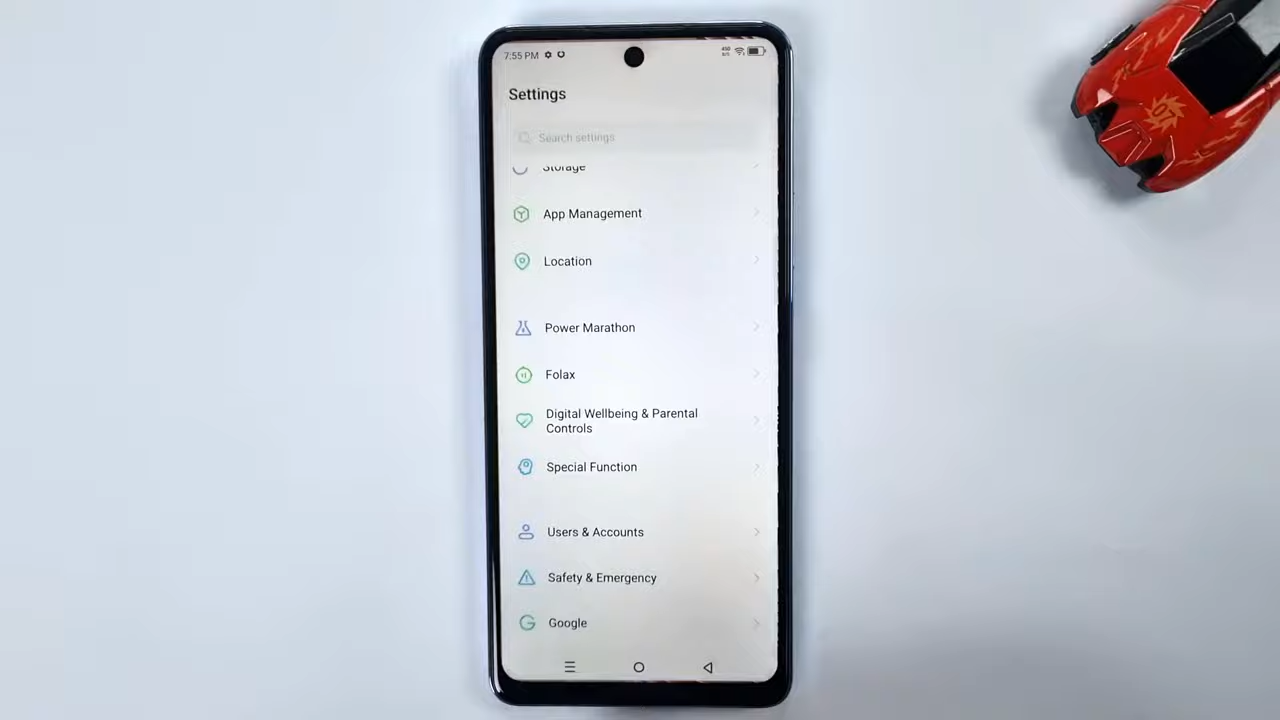 7:55 PM
Settings
Search settings
Storage
App Management
Location
Power Marathon
Folax
Digital Wellbeing & Parental
Controls
Special Function
Users & Accounts
Safety & Emergency
Google